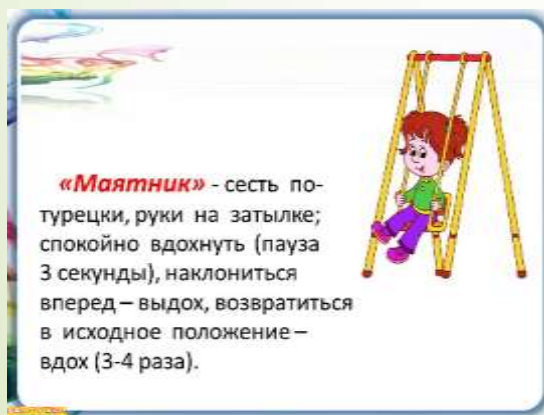 «Маятник» - сесть по-
турецки, руки на затылке;
спокойно вдохнуть (пауза
3 секунды), наклониться
вперед – выдох, возвратиться
в исходное положение –
вдох (3-4 раза).